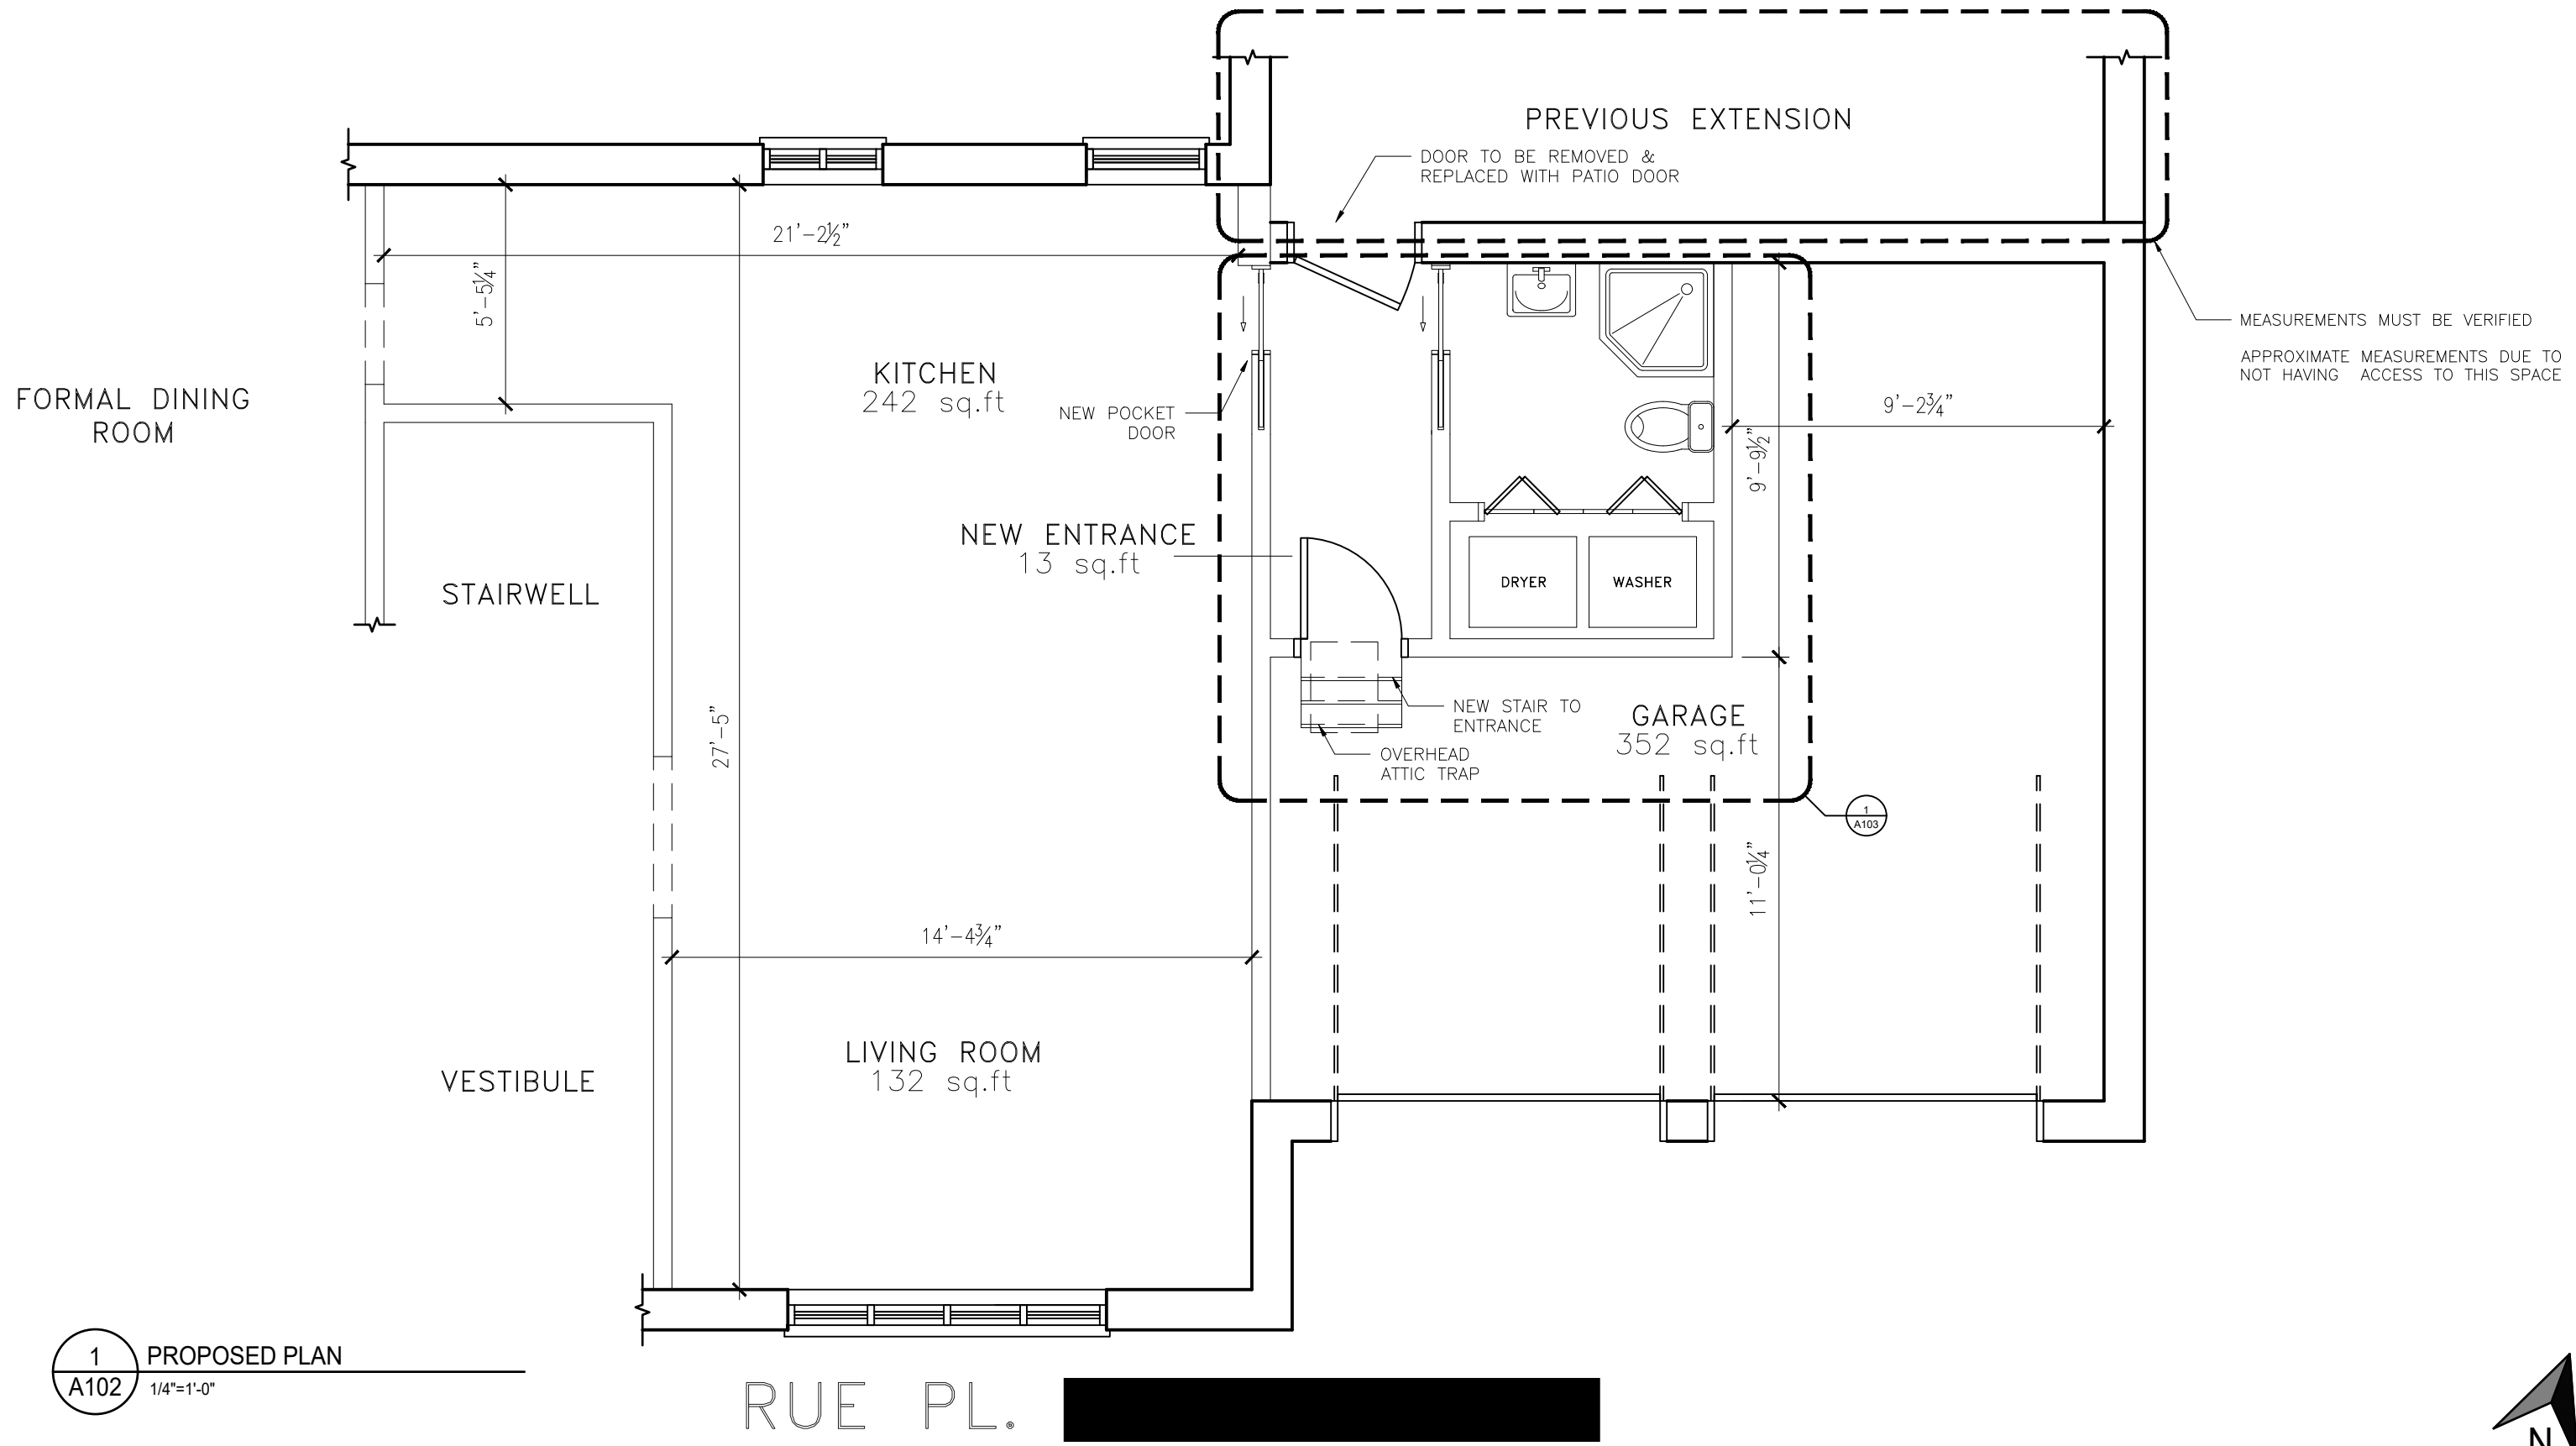 PREVIOUS EXTENSION
DOOR TO BE REMOVED &
REPLACED WITH PATIO DOOR
21'-2½"
5'-5¼"
MEASUREMENTS MUST BE VERIFIED
APPROXIMATE MEASUREMENTS DUE TO
NOT HAVING ACCESS TO THIS SPACE
FORMAL DINING
ROOM
KITCHEN
242 sq.ft
NEW POCKET
DOOR
9'-2¾"
9'-9½"
NEW ENTRANCE
13 sq.ft
STAIRWELL
DRYER
WASHER
27'-5"
NEW STAIR TO
ENTRANCE
GARAGE
352 sq.ft
OVERHEAD
ATTIC TRAP
1
A103
11'-0¼"
14'-4¾"
LIVING ROOM
132 sq.ft
VESTIBULE
1
A102
PROPOSED PLAN
1/4"=1'-0"
RUE PL.
N